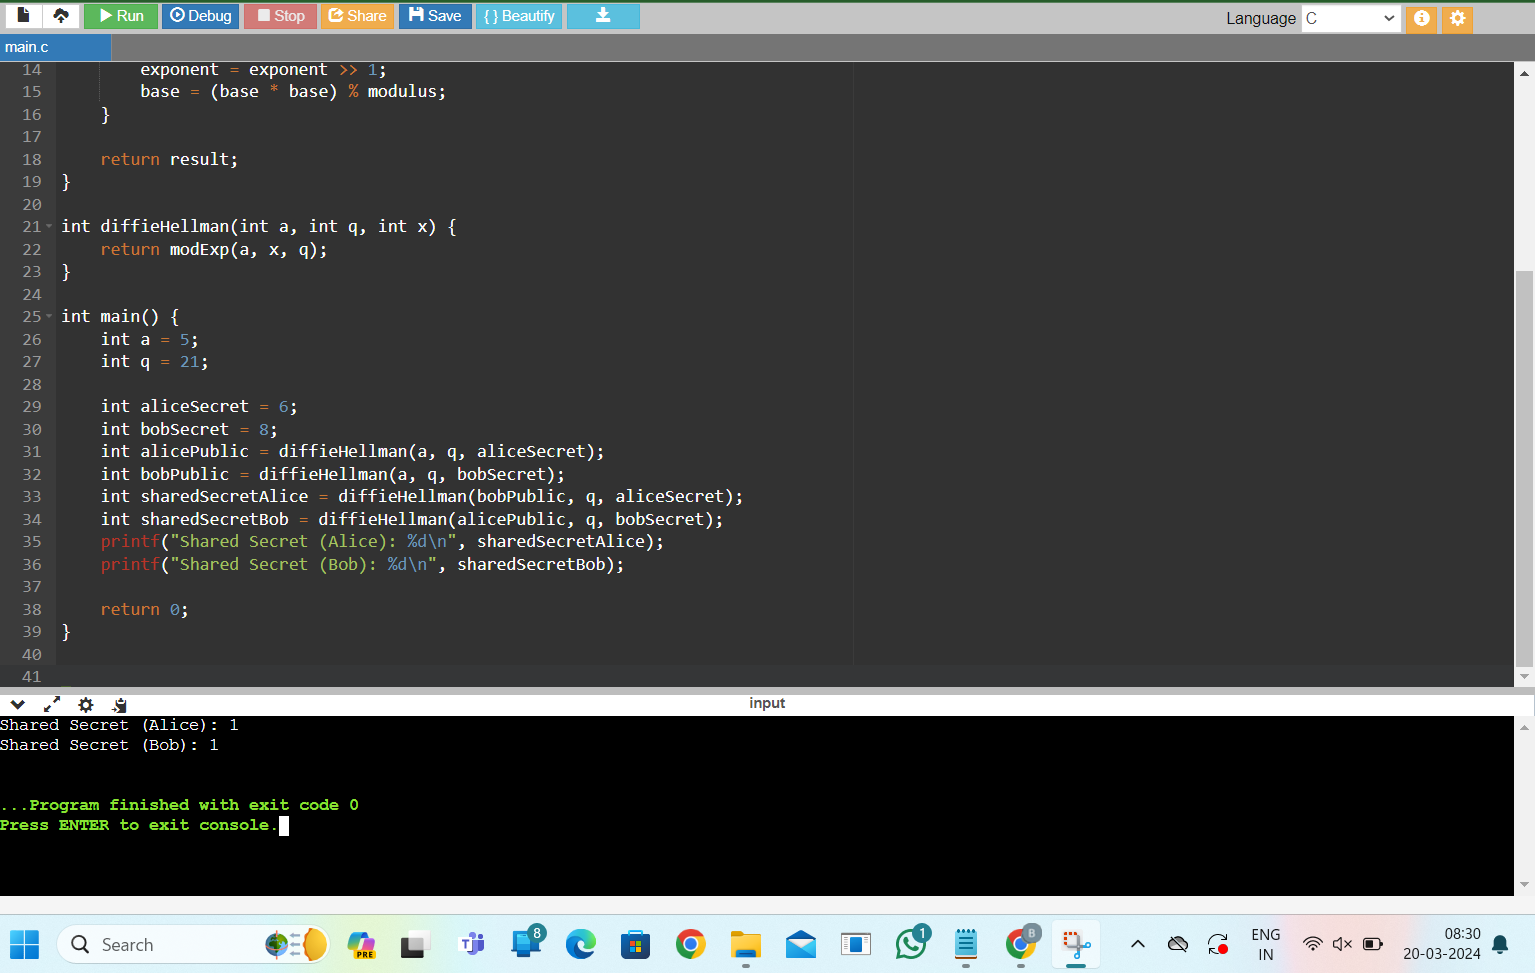 Run Debug Stop Share Save {} Beautify Language C
main.c
14 exponent = exponent >> 1;
15 base = (base * base) % modulus;
16 }
17
18 return result;
19 }
20
21 int diffieHellman(int a, int q, int x) {
22 return modExp(a, x, q);
23 }
24
25 int main() {
26 int a = 5;
27 int q = 21;
28
29 int aliceSecret = 6;
30 int bobSecret = 8;
31 int alicePublic = diffieHellman(a, q, aliceSecret);
32 int bobPublic = diffieHellman(a, q, bobSecret);
33 int sharedSecretAlice = diffieHellman(bobPublic, q, aliceSecret);
34 int sharedSecretBob = diffieHellman(alicePublic, q, bobSecret);
35 printf("Shared Secret (Alice): %d\n", sharedSecretAlice);
36 printf("Shared Secret (Bob): %d\n", sharedSecretBob);
37
38 return 0;
39 }
40
41
input
Shared Secret (Alice): 1
Shared Secret (Bob): 1
...Program finished with exit code 0
Press ENTER to exit console.
Search PRE 8 1 B ENG 08:30
IN 20-03-2024